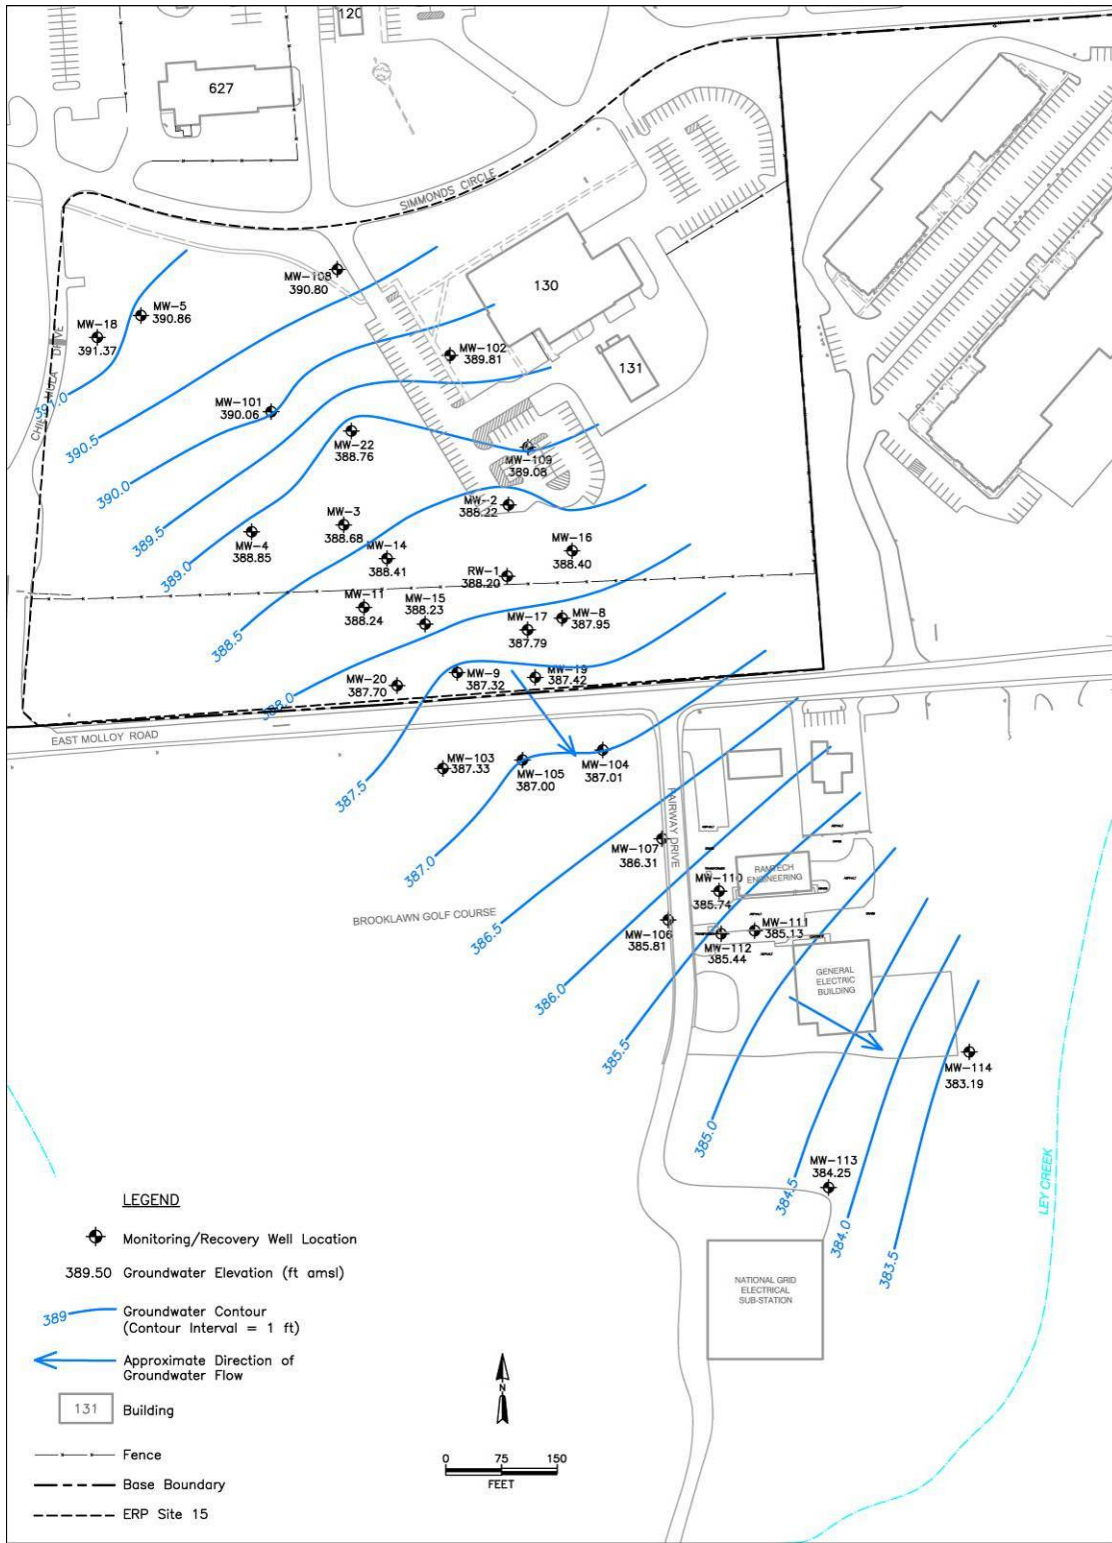 120
627
SIMMONDS CIRCLE
MW-108
390.80
130
MW-5
390.86
MW-18
391.37
MW-102
389.81
131
391.0
390.5
MW-101
390.06
MW-22
388.76
MW-109
389.08
390.0
MW-2
388.22
MW-3
388.68
389.5
MW-4
388.85
MW-14
388.41
MW-16
388.40
389.0
RW-1
388.20
MW-11
388.24
MW-15
388.23
MW-17
387.79
MW-8
387.95
388.5
MW-20
387.70
MW-9
387.32
MW-19
387.42
388.0
EAST MOLLOY ROAD
MW-103
387.33
MW-105
387.00
MW-104
387.01
387.5
FAIRWAY DRIVE
MW-107
386.31
387.0
RAMTECH
ENGINEERING
MW-110
385.74
BROOKLAWN GOLF COURSE
386.5
MW-106
385.81
MW-112
385.44
MW-111
385.13
ASPHALT
ASPHALT
ASPHALT
ASPHALT
GENERAL
ELECTRIC
BUILDING
386.0
385.5
MW-114
383.19
385.0
MW-113
384.25
384.5
384.0
383.5
LEY CREEK
NATIONAL GRID
ELECTRICAL
SUB-STATION
LEGEND
Monitoring/Recovery Well Location
389.50 Groundwater Elevation (ft amsl)
389 Groundwater Contour
(Contour Interval = 1 ft)
Approximate Direction of
Groundwater Flow
131 Building
Fence
Base Boundary
ERP Site 15
N
0 75 150
FEET